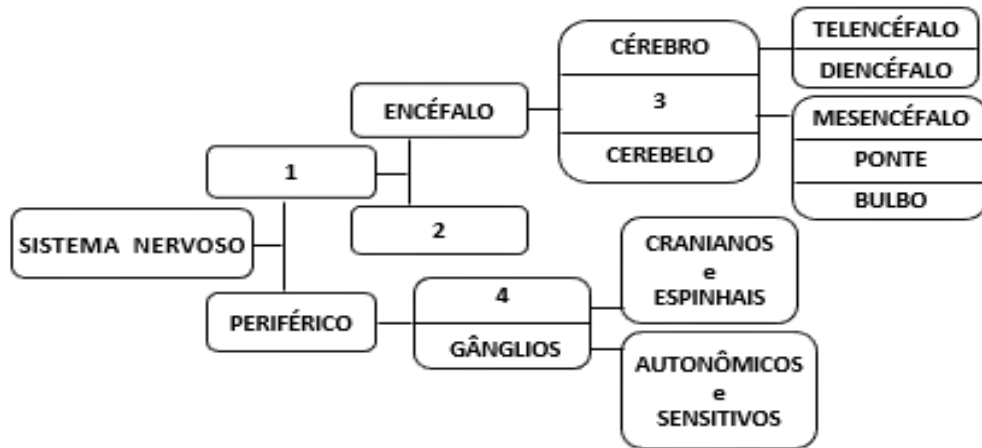 SISTEMA NERVOSO
1
PERIFÉRICO
ENCÉFALO
2
4
GÂNGLIOS
CÉREBRO
3
CEREBELO
TELENCÉFALO
DIENCÉFALO
MESENCÉFALO
PONTE
BULBO
CRANIANOS
e
ESPINHAIS
AUTONÔMICOS
e
SENSITIVOS